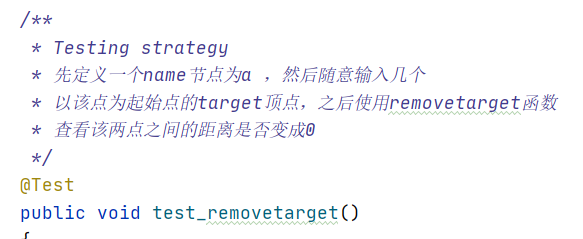 /**
* Testing strategy
* 先定义一个name节点为a ，然后随意输入几个
* 以该点为起始点的target顶点，之后使用removetarget函数
* 查看该两点之间的距离是否变成0
*/
@Test
public void test_removetarget()
{